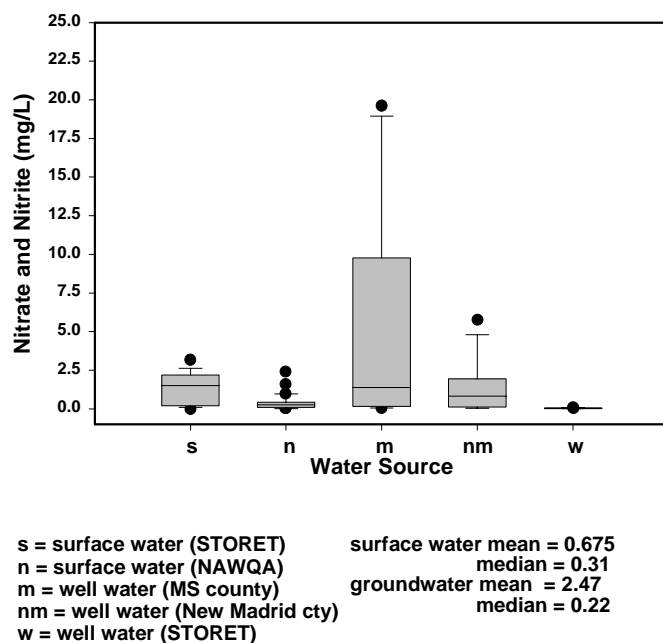 25.0
22.5
20.0
17.5
15.0
12.5
10.0
7.5
5.0
2.5
0.0
Nitrate and Nitrite (mg/L)
s n m nm w
Water Source
s = surface water (STORET)
n = surface water (NAWQA)
m = well water (MS county)
nm = well water (New Madrid cty)
w = well water (STORET)
surface water mean = 0.675
median = 0.31
groundwater mean = 2.47
median = 0.22